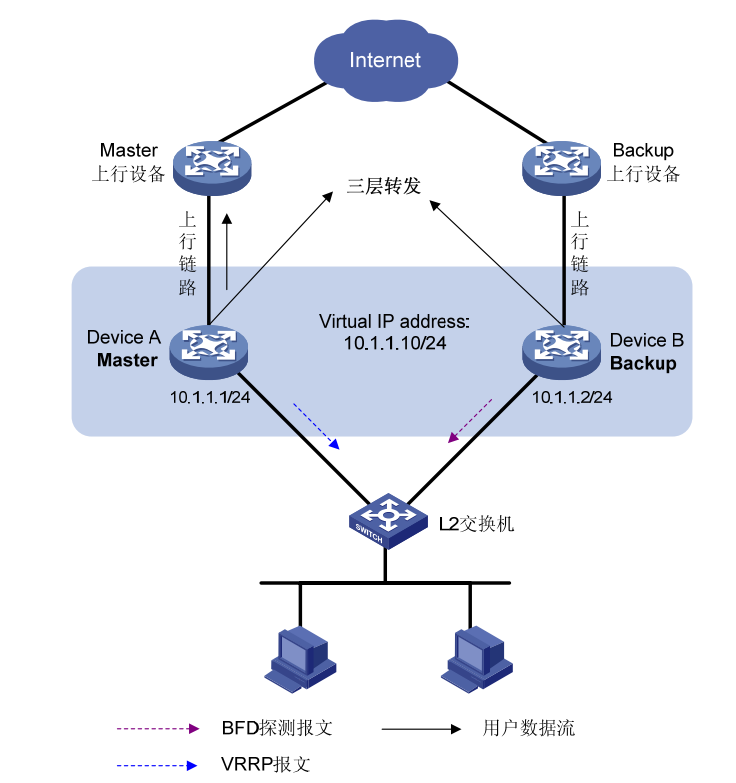 Internet
Master
上行设备
Backup
上行设备
三层转发
上行链路
上行链路
Virtual IP address:
10.1.1.10/24
Device A
Master
Device B
Backup
10.1.1.1/24
10.1.1.2/24
SWITCH
L2交换机
BFD探测报文
用户数据流
VRRP报文